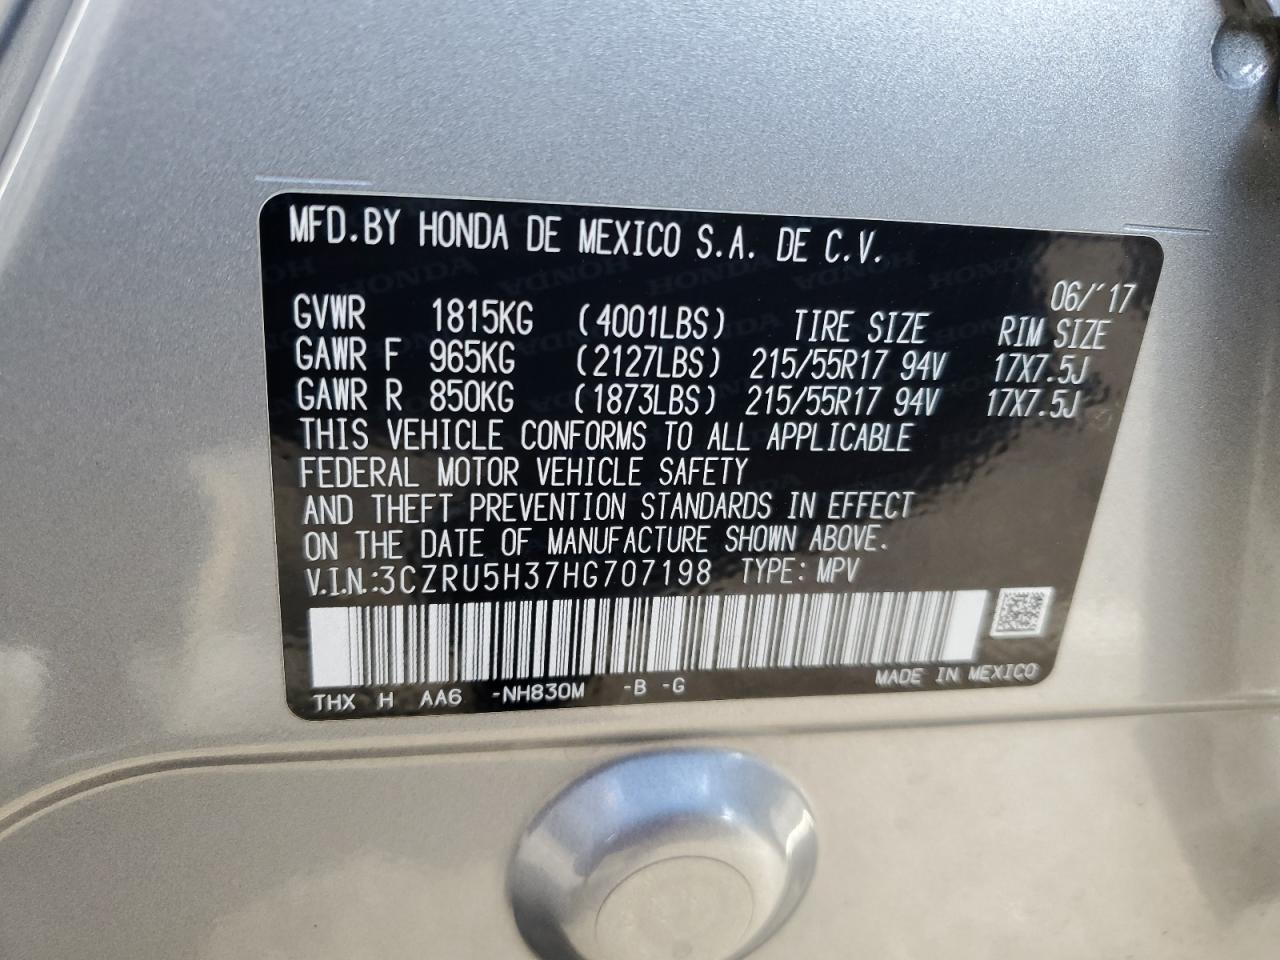 MFD.BY HONDA DE MEXICO S.A. DE C.V.
06/'17
GVWR 1815KG (4001LBS) TIRE SIZE RIM SIZE
GAWR F 965KG (2127LBS) 215/55R17 94V 17X7.5J
GAWR R 850KG (1873LBS) 215/55R17 94V 17X7.5J
THIS VEHICLE CONFORMS TO ALL APPLICABLE
FEDERAL MOTOR VEHICLE SAFETY
AND THEFT PREVENTION STANDARDS IN EFFECT
ON THE DATE OF MANUFACTURE SHOWN ABOVE.
V.I.N.:3CZRU5H37HG707198 TYPE: MPV
THX H AA6 -NH830M -B -G MADE IN MEXICO